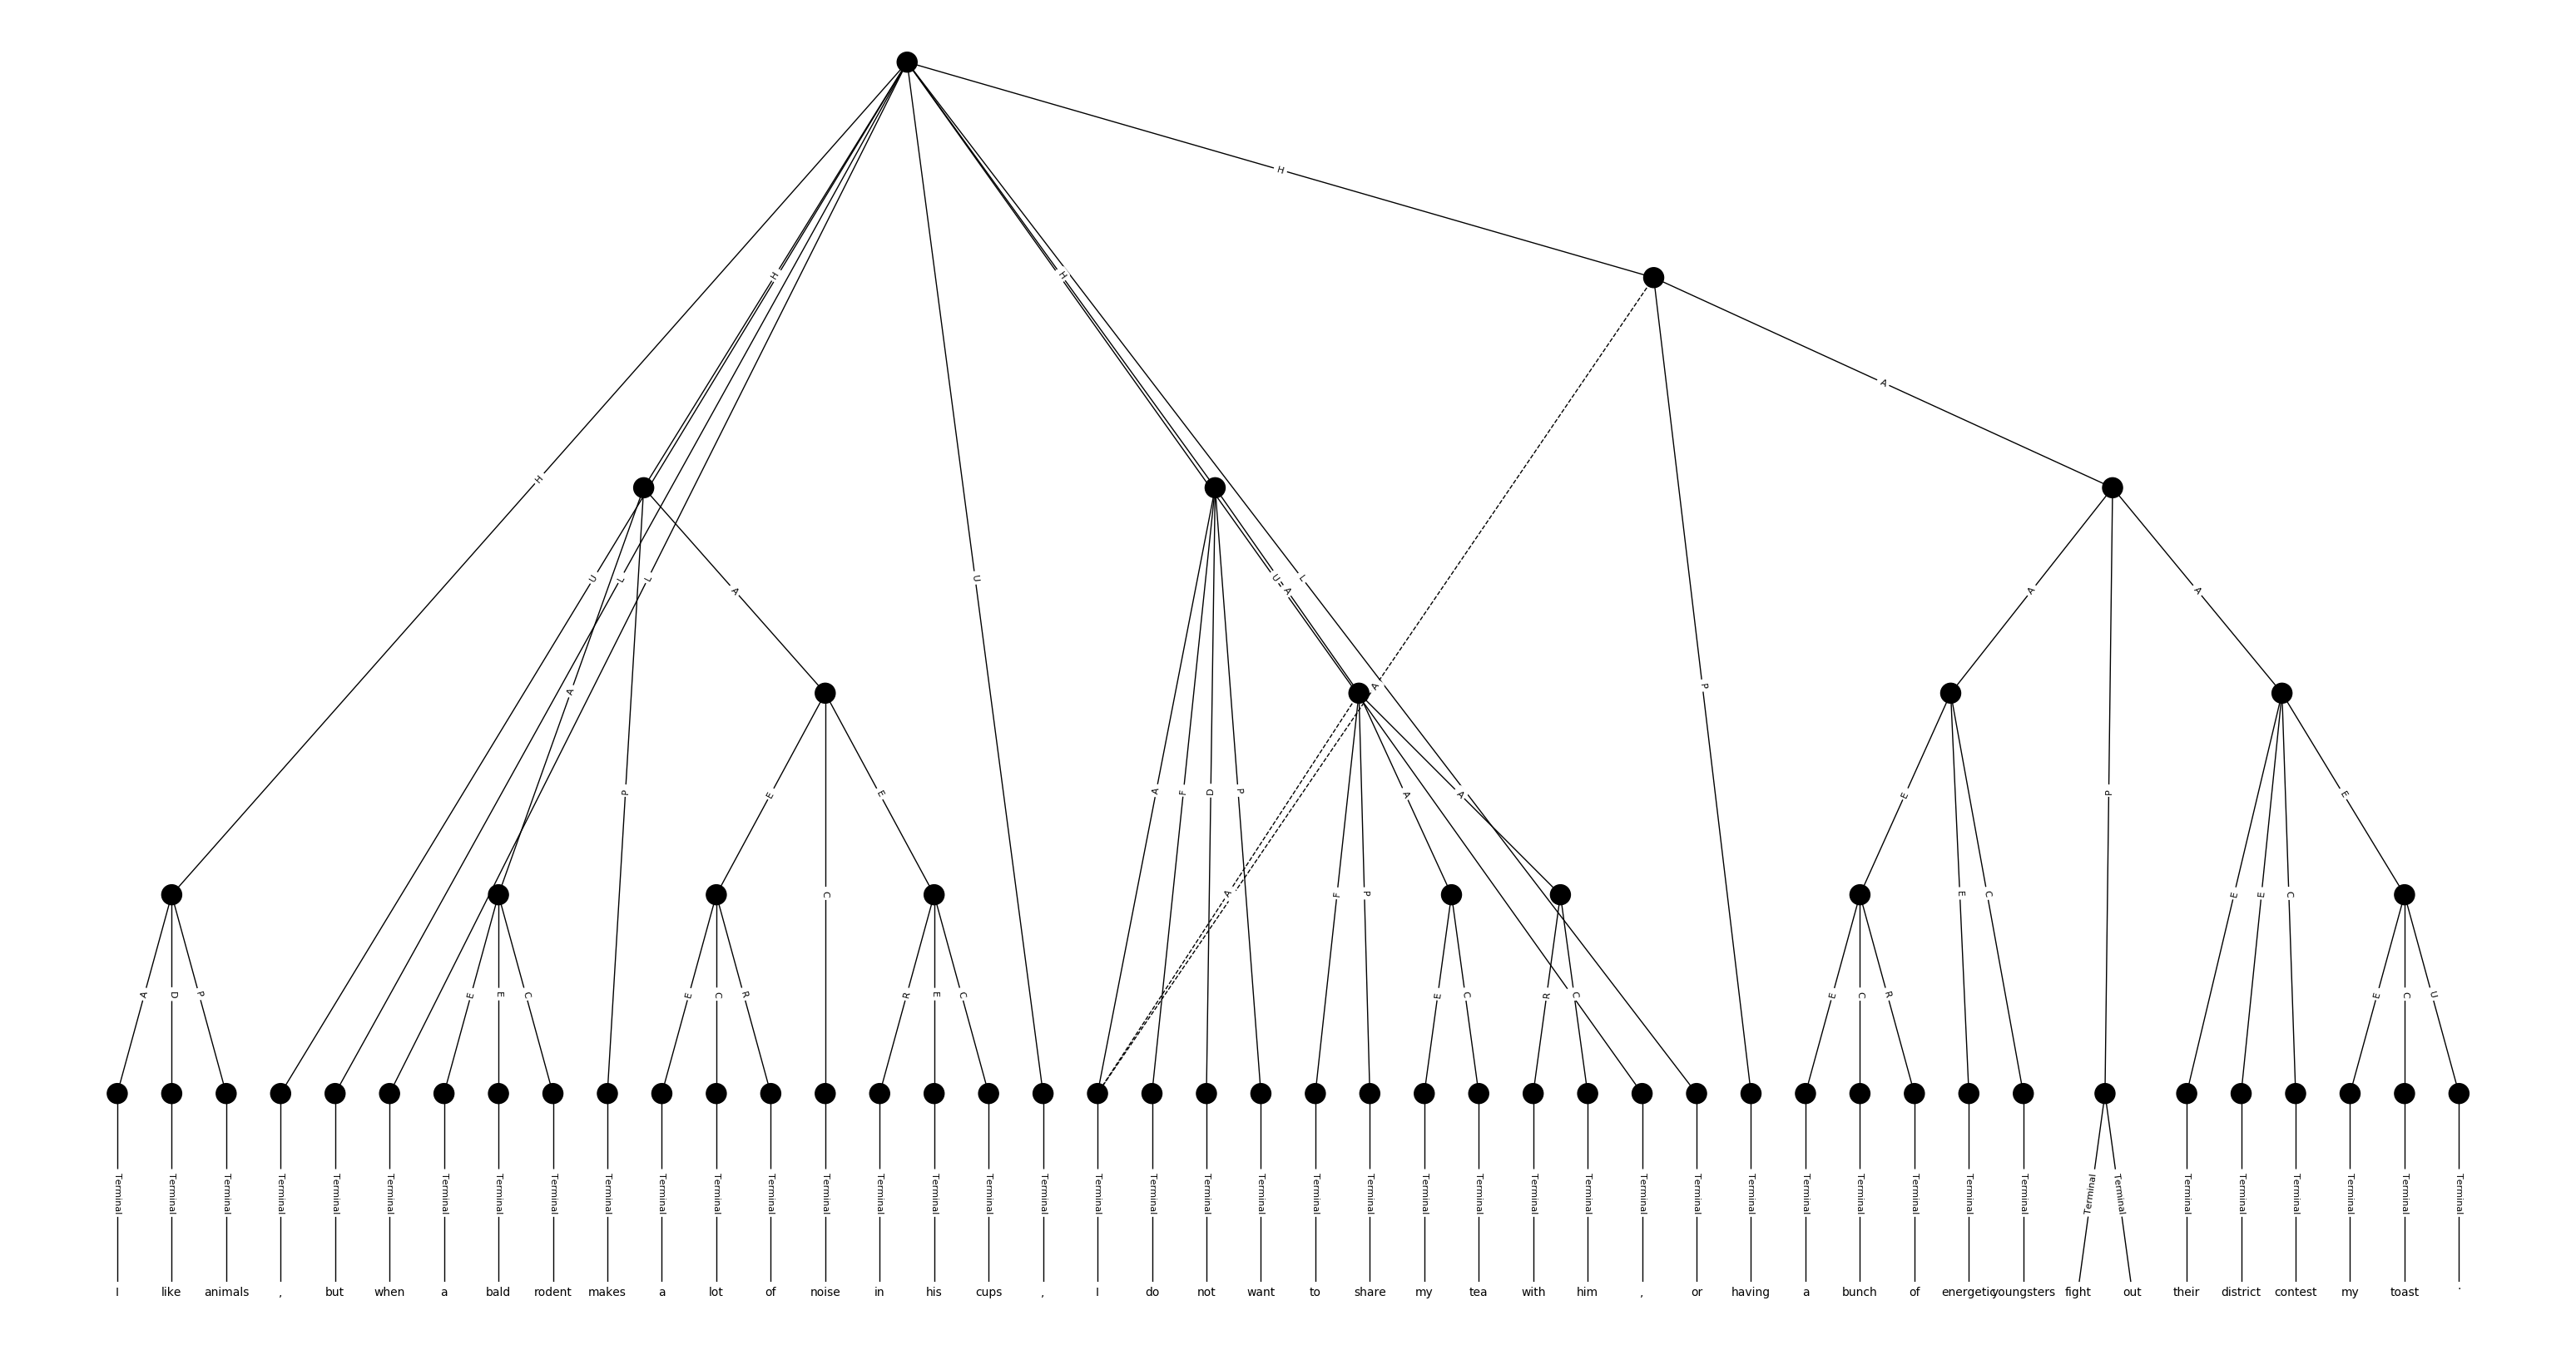 H
H
H
H
A
U
L
L
A
U
U
A
L
A
A
A
P
A
P
E
E
A
F
D
P
A
F
P
A
A
E
E
C
P
E
E
C
E
C
A
D
P
E
E
C
E
C
R
R
E
C
E
C
R
C
E
C
R
E
C
U
Terminal Terminal Terminal Terminal Terminal Terminal Terminal Terminal Terminal Terminal Terminal Terminal Terminal Terminal Terminal Terminal Terminal Terminal Terminal Terminal Terminal Terminal Terminal Terminal Terminal Terminal Terminal Terminal Terminal Terminal Terminal Terminal Terminal Terminal Terminal Terminal Terminal Terminal Terminal Terminal Terminal Terminal Terminal
I like animals , but when a bald rodent makes a lot of noise in his cups , I do not want to share my tea with him , or having a bunch of energetic youngsters fight out their district contest my toast .